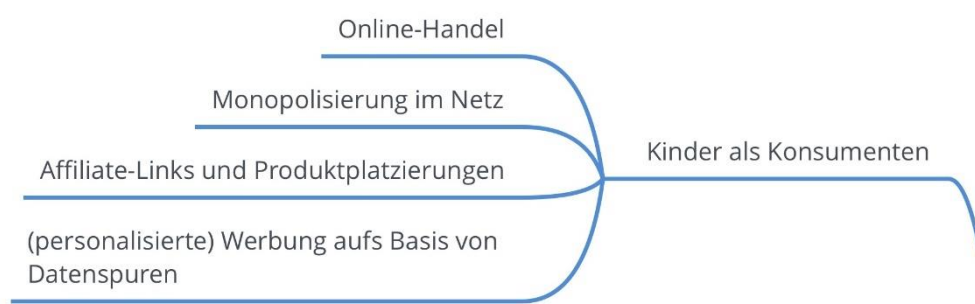 Online-Handel
Monopolisierung im Netz
Kinder als Konsumenten
Affiliate-Links und Produktplatzierungen
(personalisierte) Werbung aufs Basis von
Datenspuren